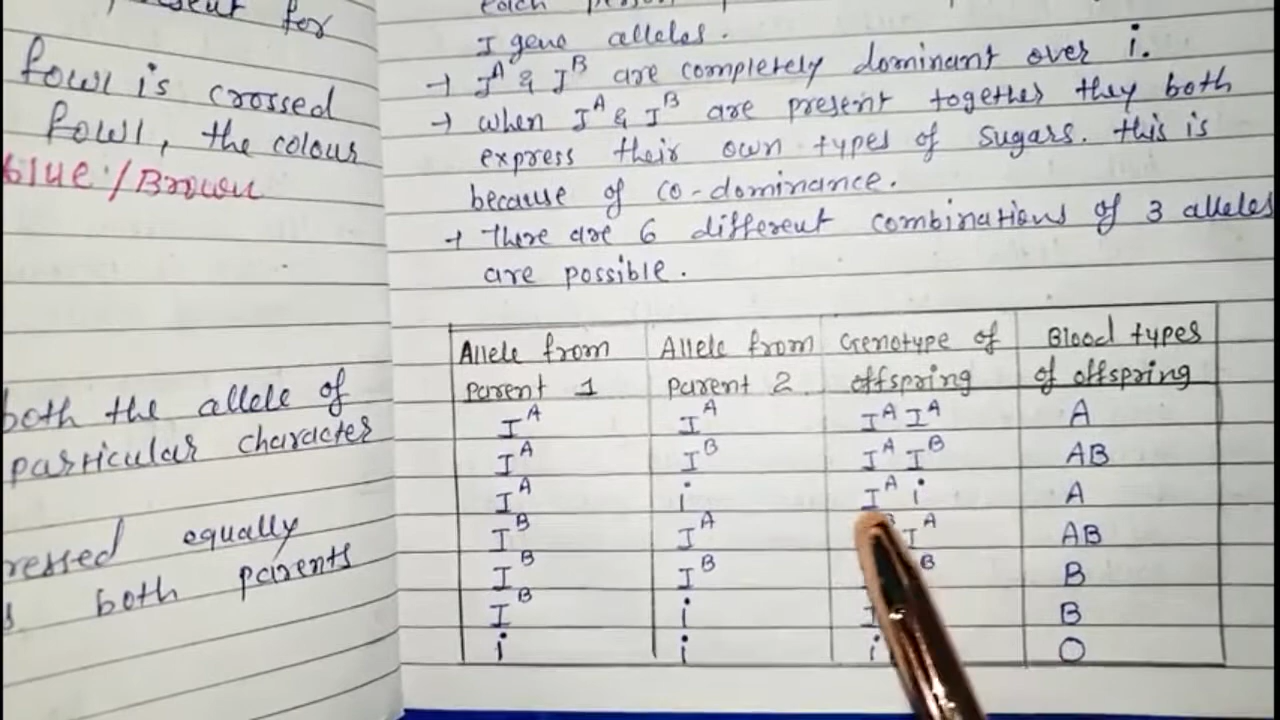 for
fowl is crossed
fowl, the colour
blue/Brown
both the allele of
particular character
equally
both parents
each
I gene alleles.
→ I^A & I^B are completely dominant over i.
→ when I^A & I^B are present together they both
express their own types of sugars. this is
because of co-dominance.
→ There are 6 different combinations of 3 alleles
are possible.
Allele from parent 1 | Allele from parent 2 | Genotype of offspring | Blood types of offspring
I^A | I^A | I^A I^A | A
I^A | I^B | I^A I^B | AB
I^A | i | I^A i | A
I^B | I^A | I^A | AB
I^B | I^B | B | B
I^B | i | I | B
i | i | i | O